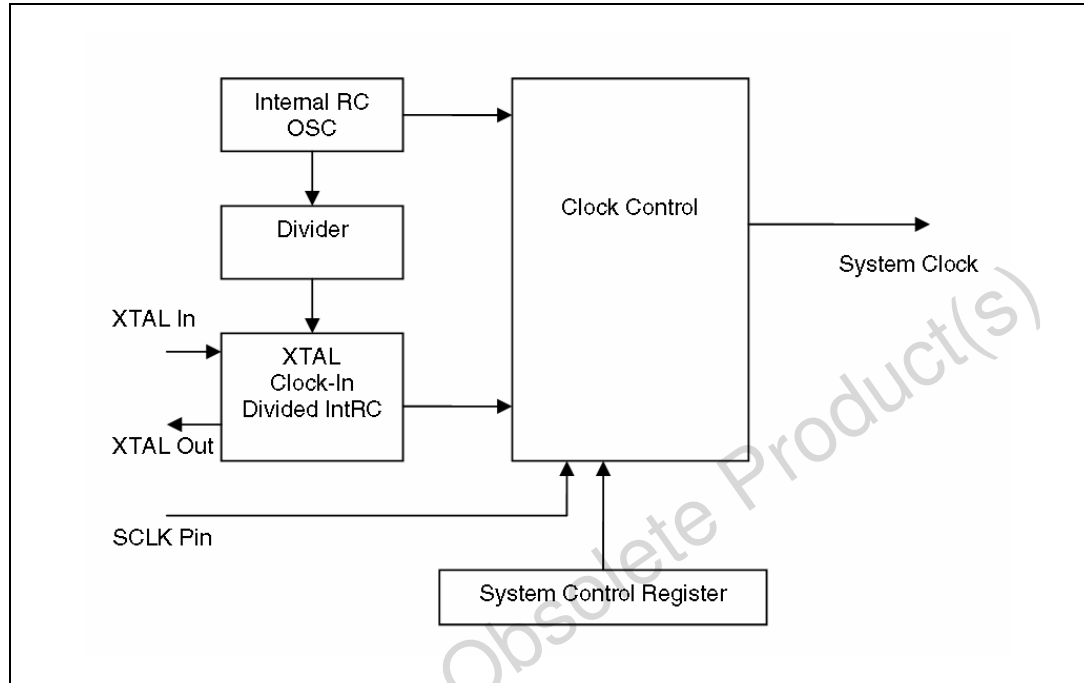 Internal RC
OSC
Divider
Clock Control
System Clock
XTAL In
XTAL
Clock-In
Divided IntRC
XTAL Out
SCLK Pin
System Control Register
Obsolete Product(s)